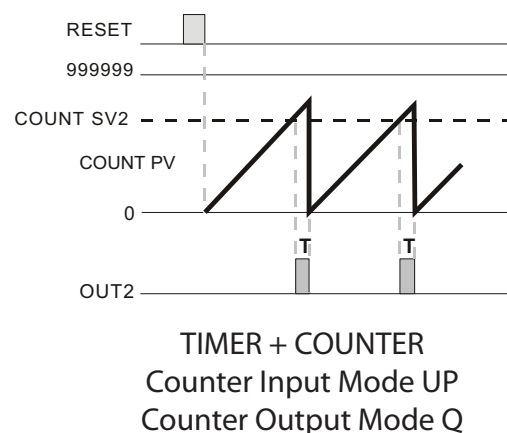 RESET
999999
COUNT SV2
COUNT PV
0
T T
OUT2
TIMER + COUNTER
Counter Input Mode UP
Counter Output Mode Q